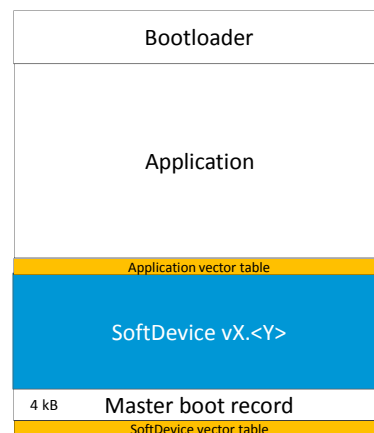 Bootloader
Application
Application vector table
SoftDevice vX.<Y>
4 kB Master boot record
SoftDevice vector table